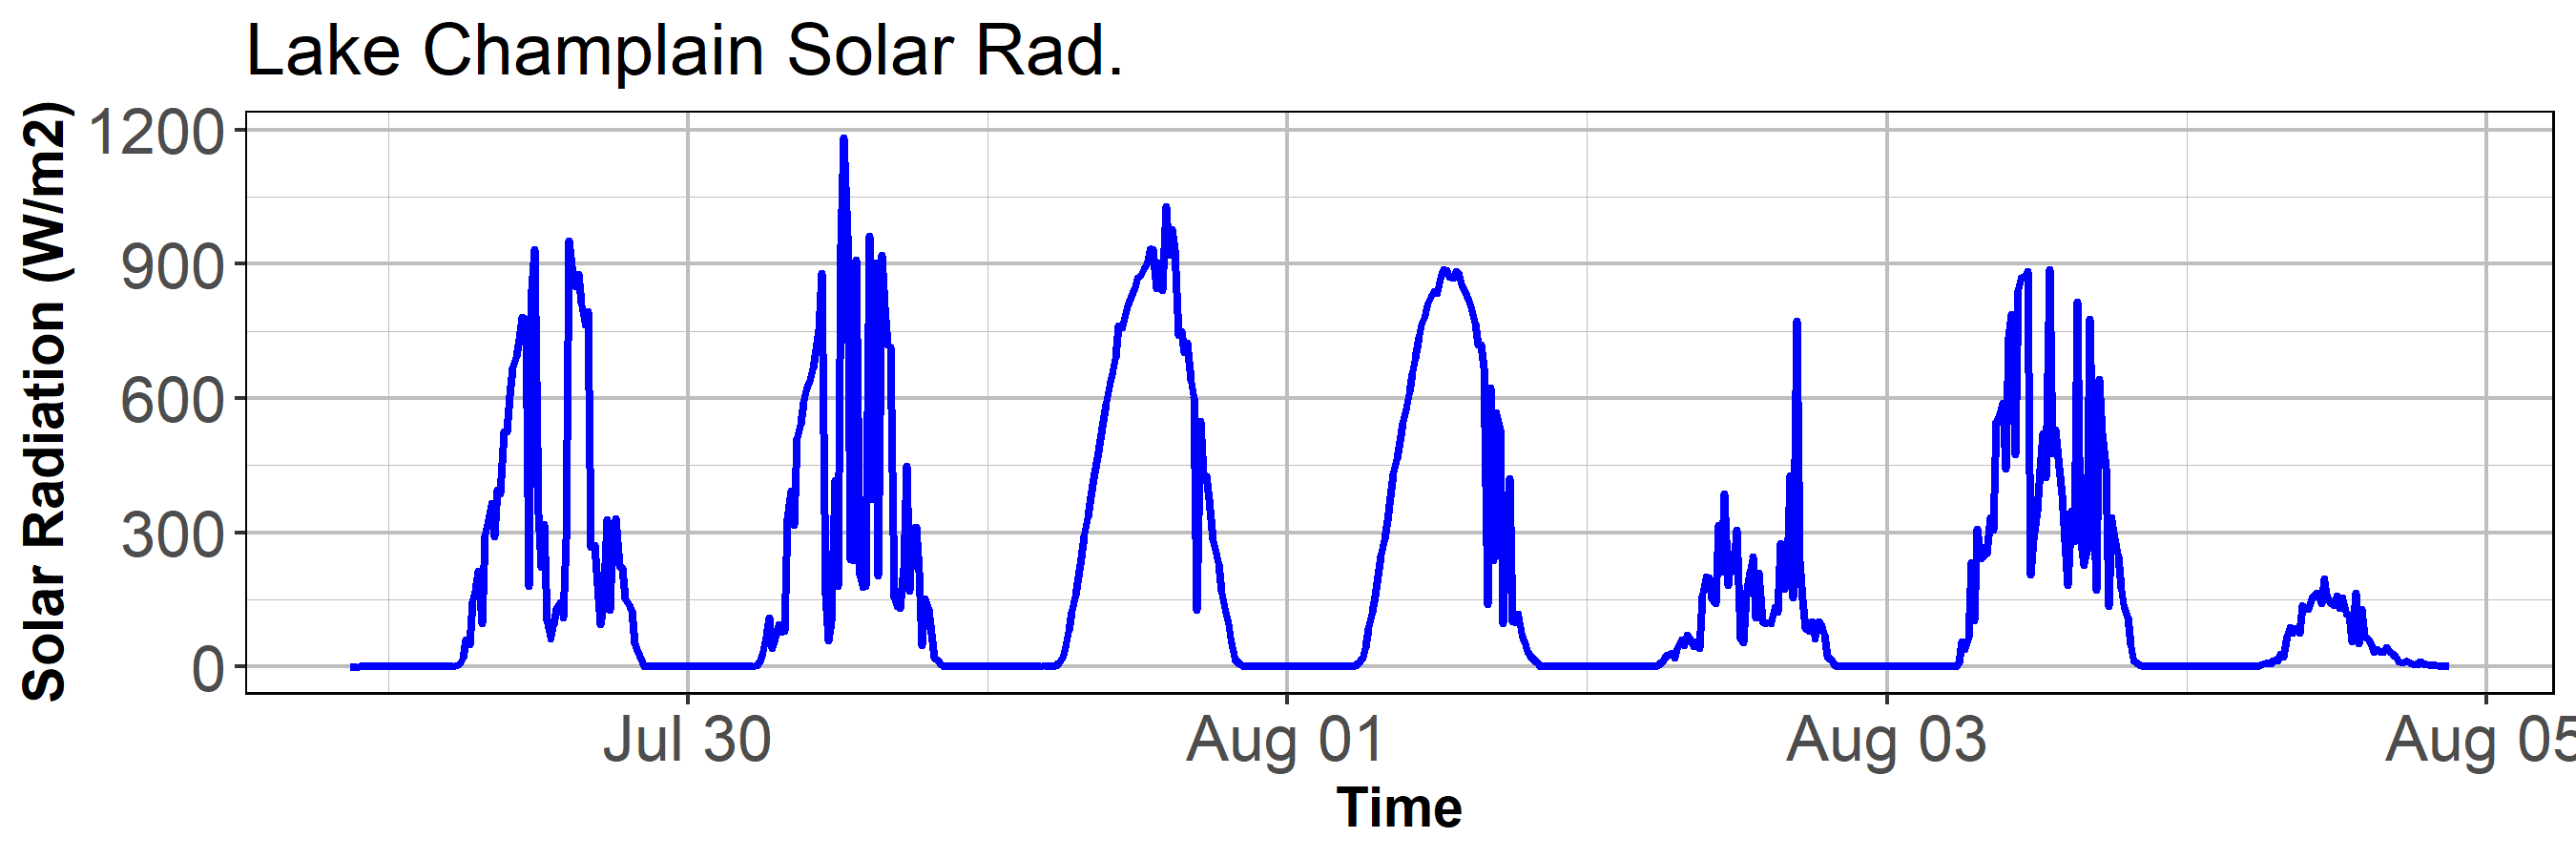 Lake Champlain Solar Rad.
Solar Radiation (W/m2)
1200
900
600
300
0
Jul 30 Aug 01 Aug 03 Aug 05
Time